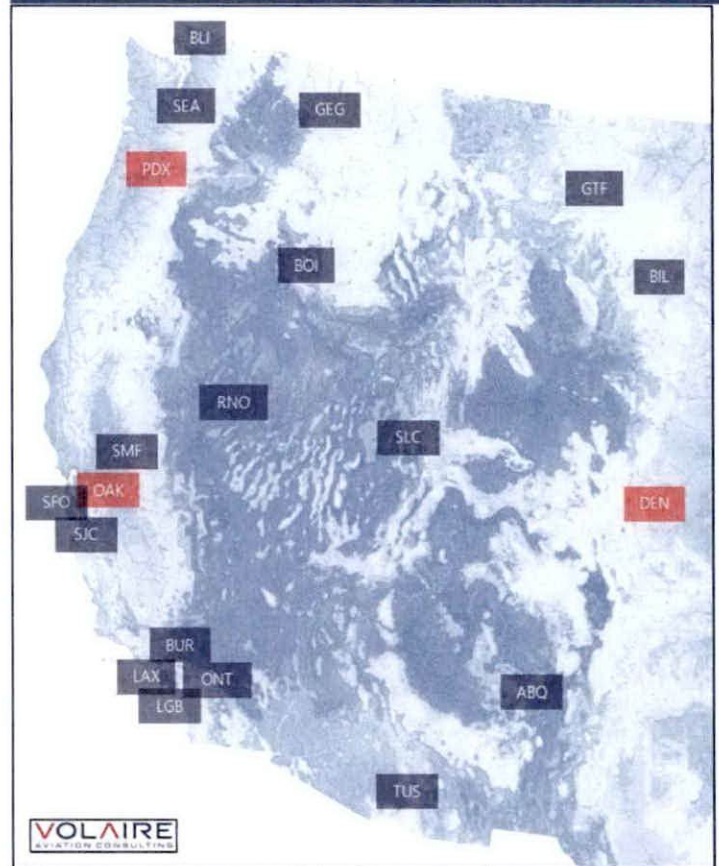 BLI
SEA
GEG
PDX
GTF
BOI
BIL
RNO
SLC
SMF
OAK
SFO
DEN
SJC
BUR
LAX
ONT
LGB
ABQ
TUS
VOLAIRE
AVIATION CONSULTING